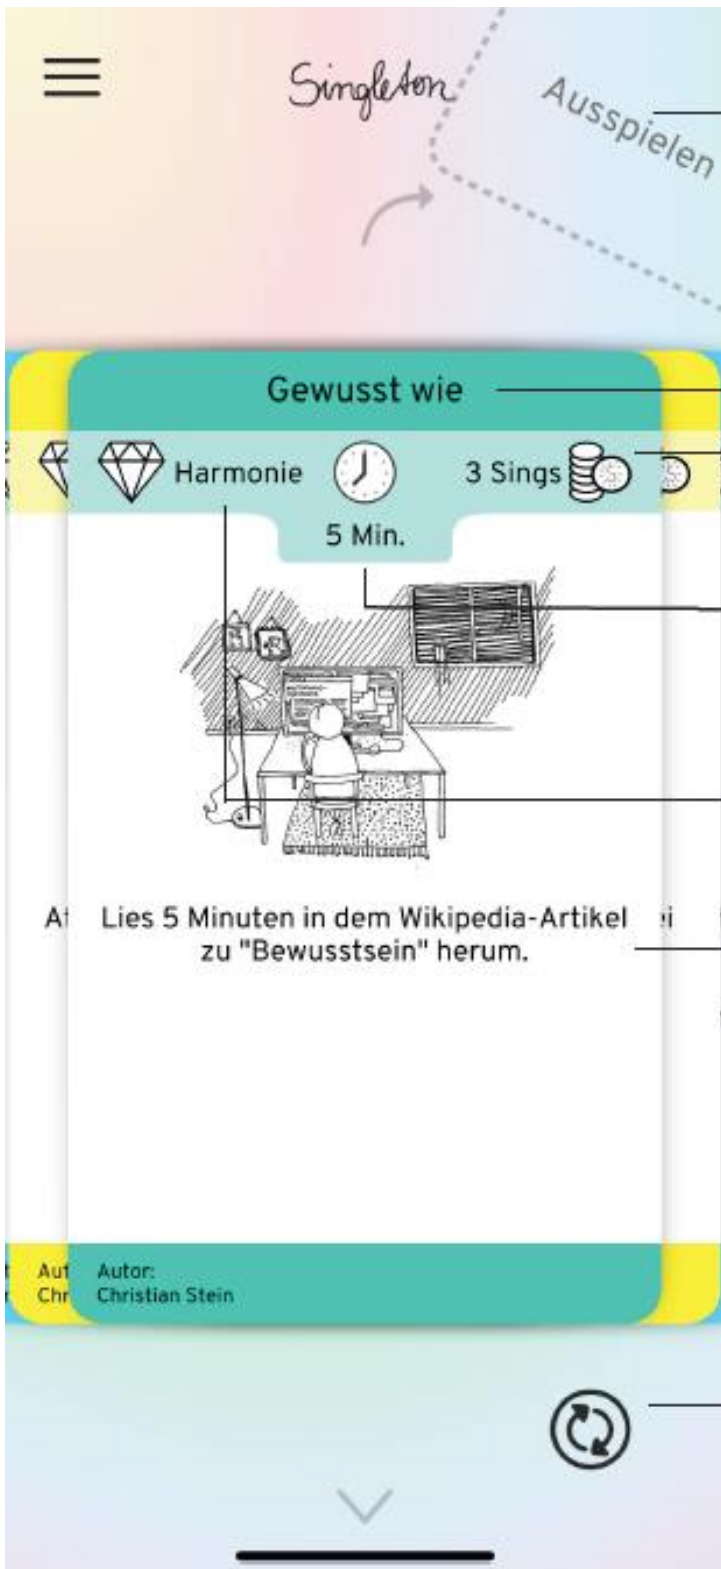 Singleton
Ausspielen
Gewusst wie
Harmonie
3 Sings
5 Min.
Lies 5 Minuten in dem Wikipedia-Artikel
zu "Bewusstsein" herum.
Autor:
Christian Stein